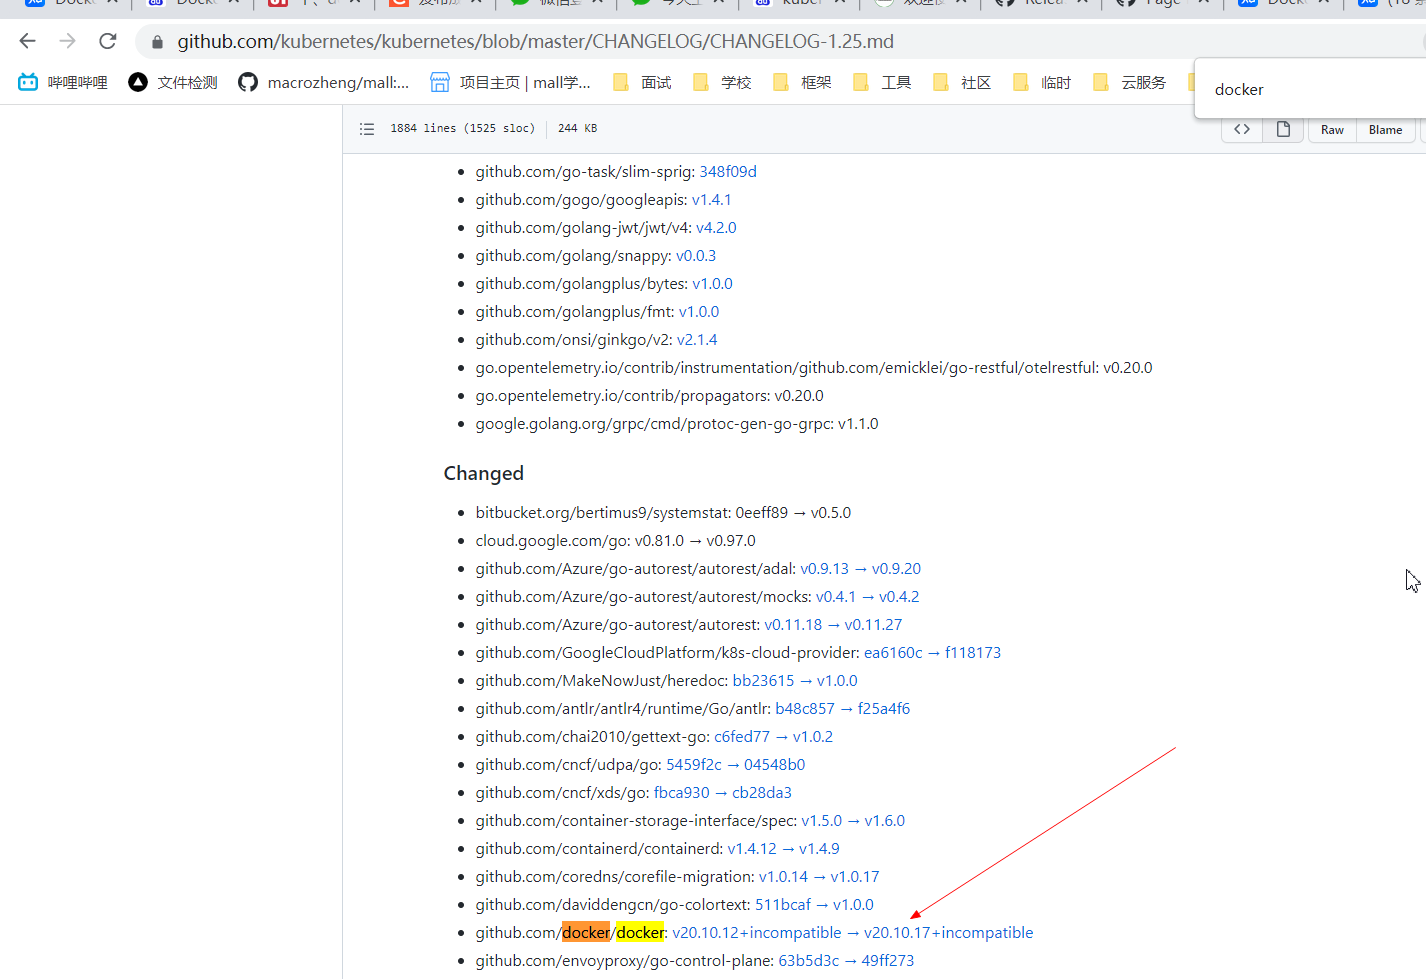 github.com/kubernetes/kubernetes/blob/master/CHANGELOG/CHANGELOG-1.25.md
哔哩哔哩 文件检测 macrozheng/mall:... 项目主页 | mall学... 面试 学校 框架 工具 社区 临时 云服务
docker
1884 lines (1525 sloc) 244 KB
<> Raw Blame
• github.com/go-task/slim-sprig: 348f09d
• github.com/gogo/googleapis: v1.4.1
• github.com/golang-jwt/jwt/v4: v4.2.0
• github.com/golang/snappy: v0.0.3
• github.com/golangplus/bytes: v1.0.0
• github.com/golangplus/fmt: v1.0.0
• github.com/onsi/ginkgo/v2: v2.1.4
• go.opentelemetry.io/contrib/instrumentation/github.com/emicklei/go-restful/otelrestful: v0.20.0
• go.opentelemetry.io/contrib/propagators: v0.20.0
• google.golang.org/grpc/cmd/protoc-gen-go-grpc: v1.1.0
Changed
• bitbucket.org/bertimus9/systemstat: 0eeff89 → v0.5.0
• cloud.google.com/go: v0.81.0 → v0.97.0
• github.com/Azure/go-autorest/autorest/adal: v0.9.13 → v0.9.20
• github.com/Azure/go-autorest/autorest/mocks: v0.4.1 → v0.4.2
• github.com/Azure/go-autorest/autorest: v0.11.18 → v0.11.27
• github.com/GoogleCloudPlatform/k8s-cloud-provider: ea6160c → f118173
• github.com/MakeNowJust/heredoc: bb23615 → v1.0.0
• github.com/antlr/antlr4/runtime/Go/antlr: b48c857 → f25a4f6
• github.com/chai2010/gettext-go: c6fed77 → v1.0.2
• github.com/cncf/udpa/go: 5459f2c → 04548b0
• github.com/cncf/xds/go: fbca930 → cb28da3
• github.com/container-storage-interface/spec: v1.5.0 → v1.6.0
• github.com/containerd/containerd: v1.4.12 → v1.4.9
• github.com/coredns/corefile-migration: v1.0.14 → v1.0.17
• github.com/daviddengcn/go-colortext: 511bcaf → v1.0.0
• github.com/docker/docker: v20.10.12+incompatible → v20.10.17+incompatible
• github.com/envoyproxy/go-control-plane: 63b5d3c → 49ff273